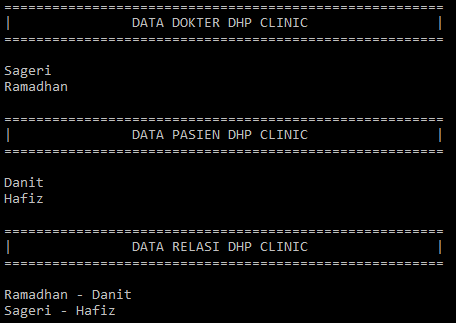 =======================================================
|               DATA DOKTER DHP CLINIC                |
=======================================================
Sageri
Ramadhan
=======================================================
|               DATA PASIEN DHP CLINIC                |
=======================================================
Danit
Hafiz
=======================================================
|               DATA RELASI DHP CLINIC                |
=======================================================
Ramadhan - Danit
Sageri - Hafiz